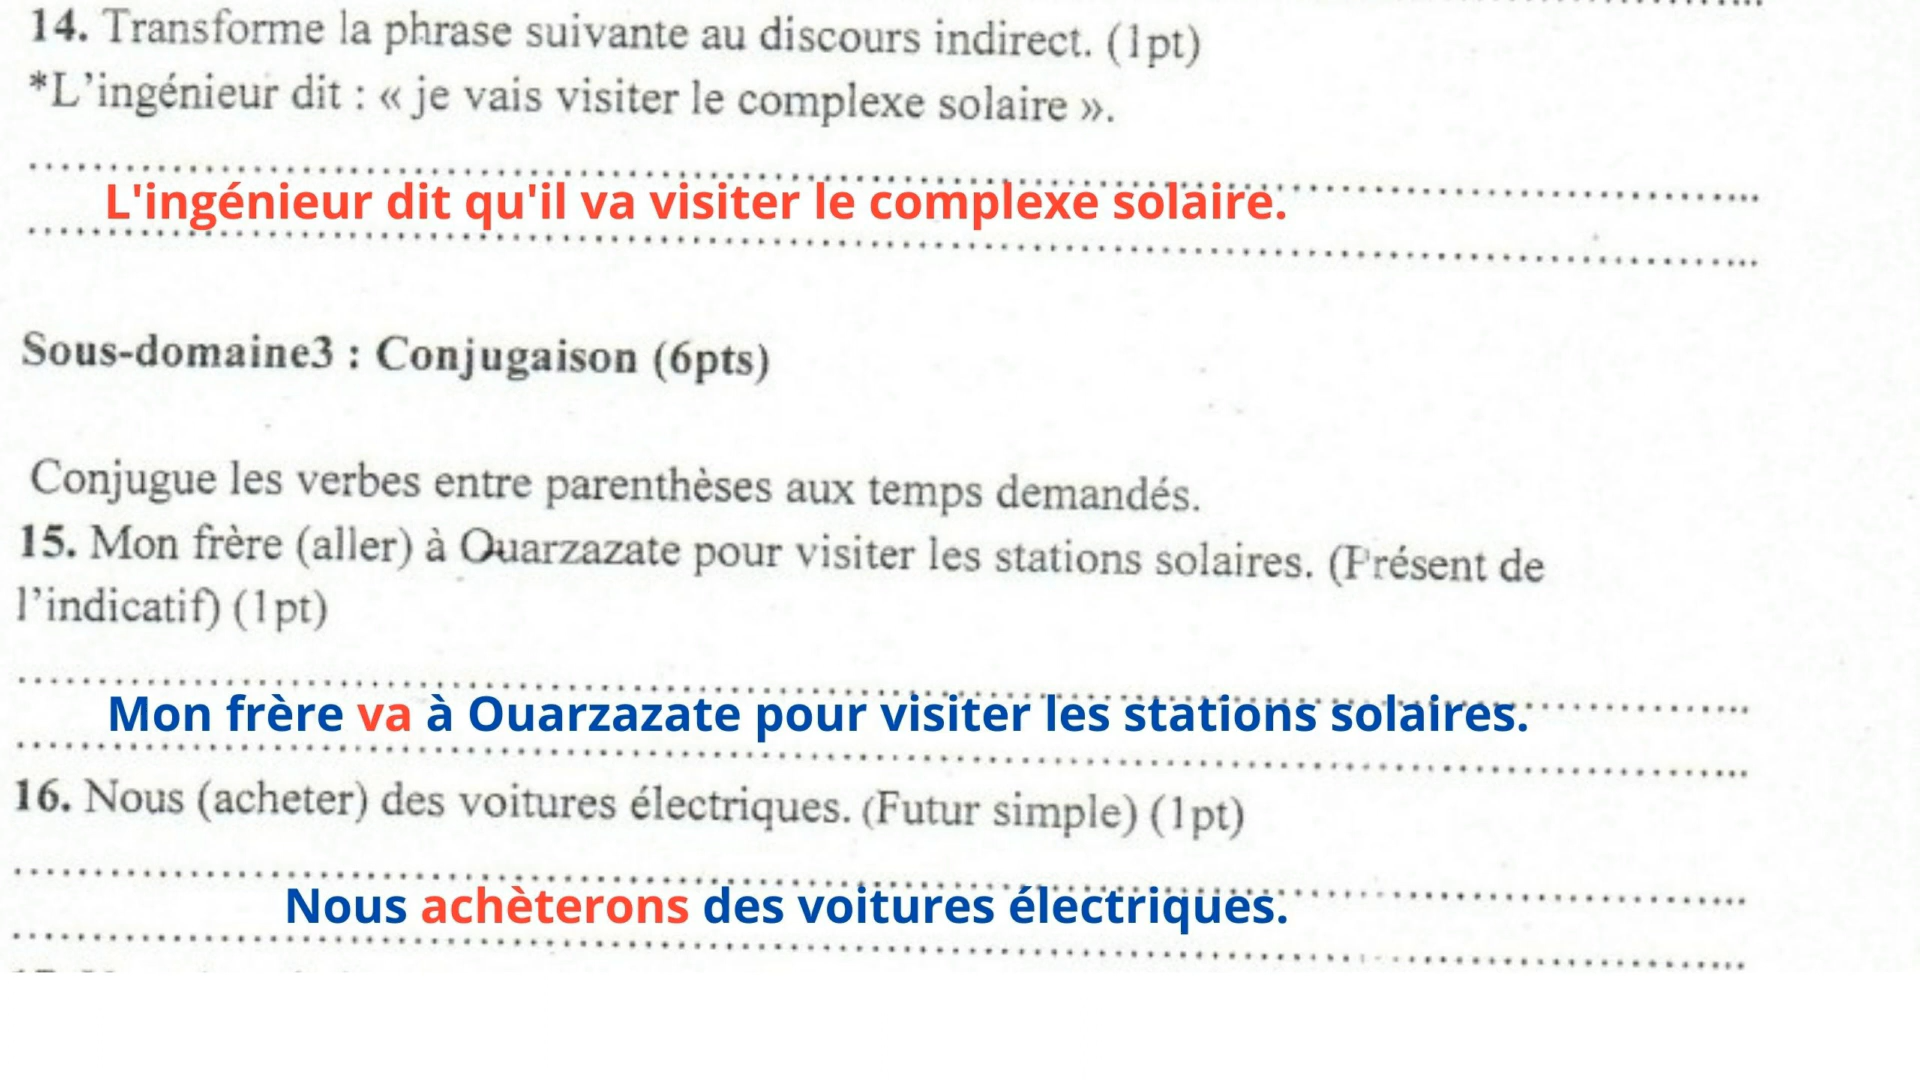 14. Transforme la phrase suivante au discours indirect. (1pt)
*L'ingénieur dit : « je vais visiter le complexe solaire ».
L'ingénieur dit qu'il va visiter le complexe solaire.
Sous-domaine3 : Conjugaison (6pts)
Conjugue les verbes entre parenthèses aux temps demandés.
15. Mon frère (aller) à Ouarzazate pour visiter les stations solaires. (Présent de
l'indicatif) (1pt)
Mon frère va à Ouarzazate pour visiter les stations solaires.
16. Nous (acheter) des voitures électriques. (Futur simple) (1pt)
Nous achèterons des voitures électriques.